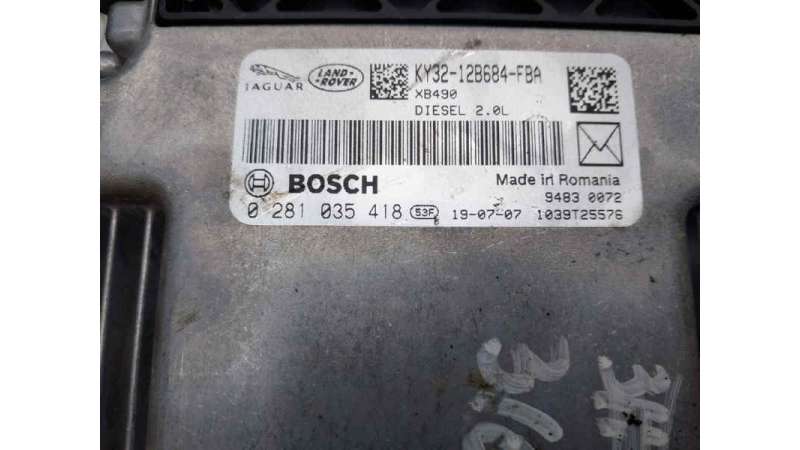 JAGUAR LAND-ROVER KY32-12B684-FBA
XB490
DIESEL 2.0L
BOSCH Made in Romania
9483 0072
0 281 035 418 S3F 19-07-07 1039T25576